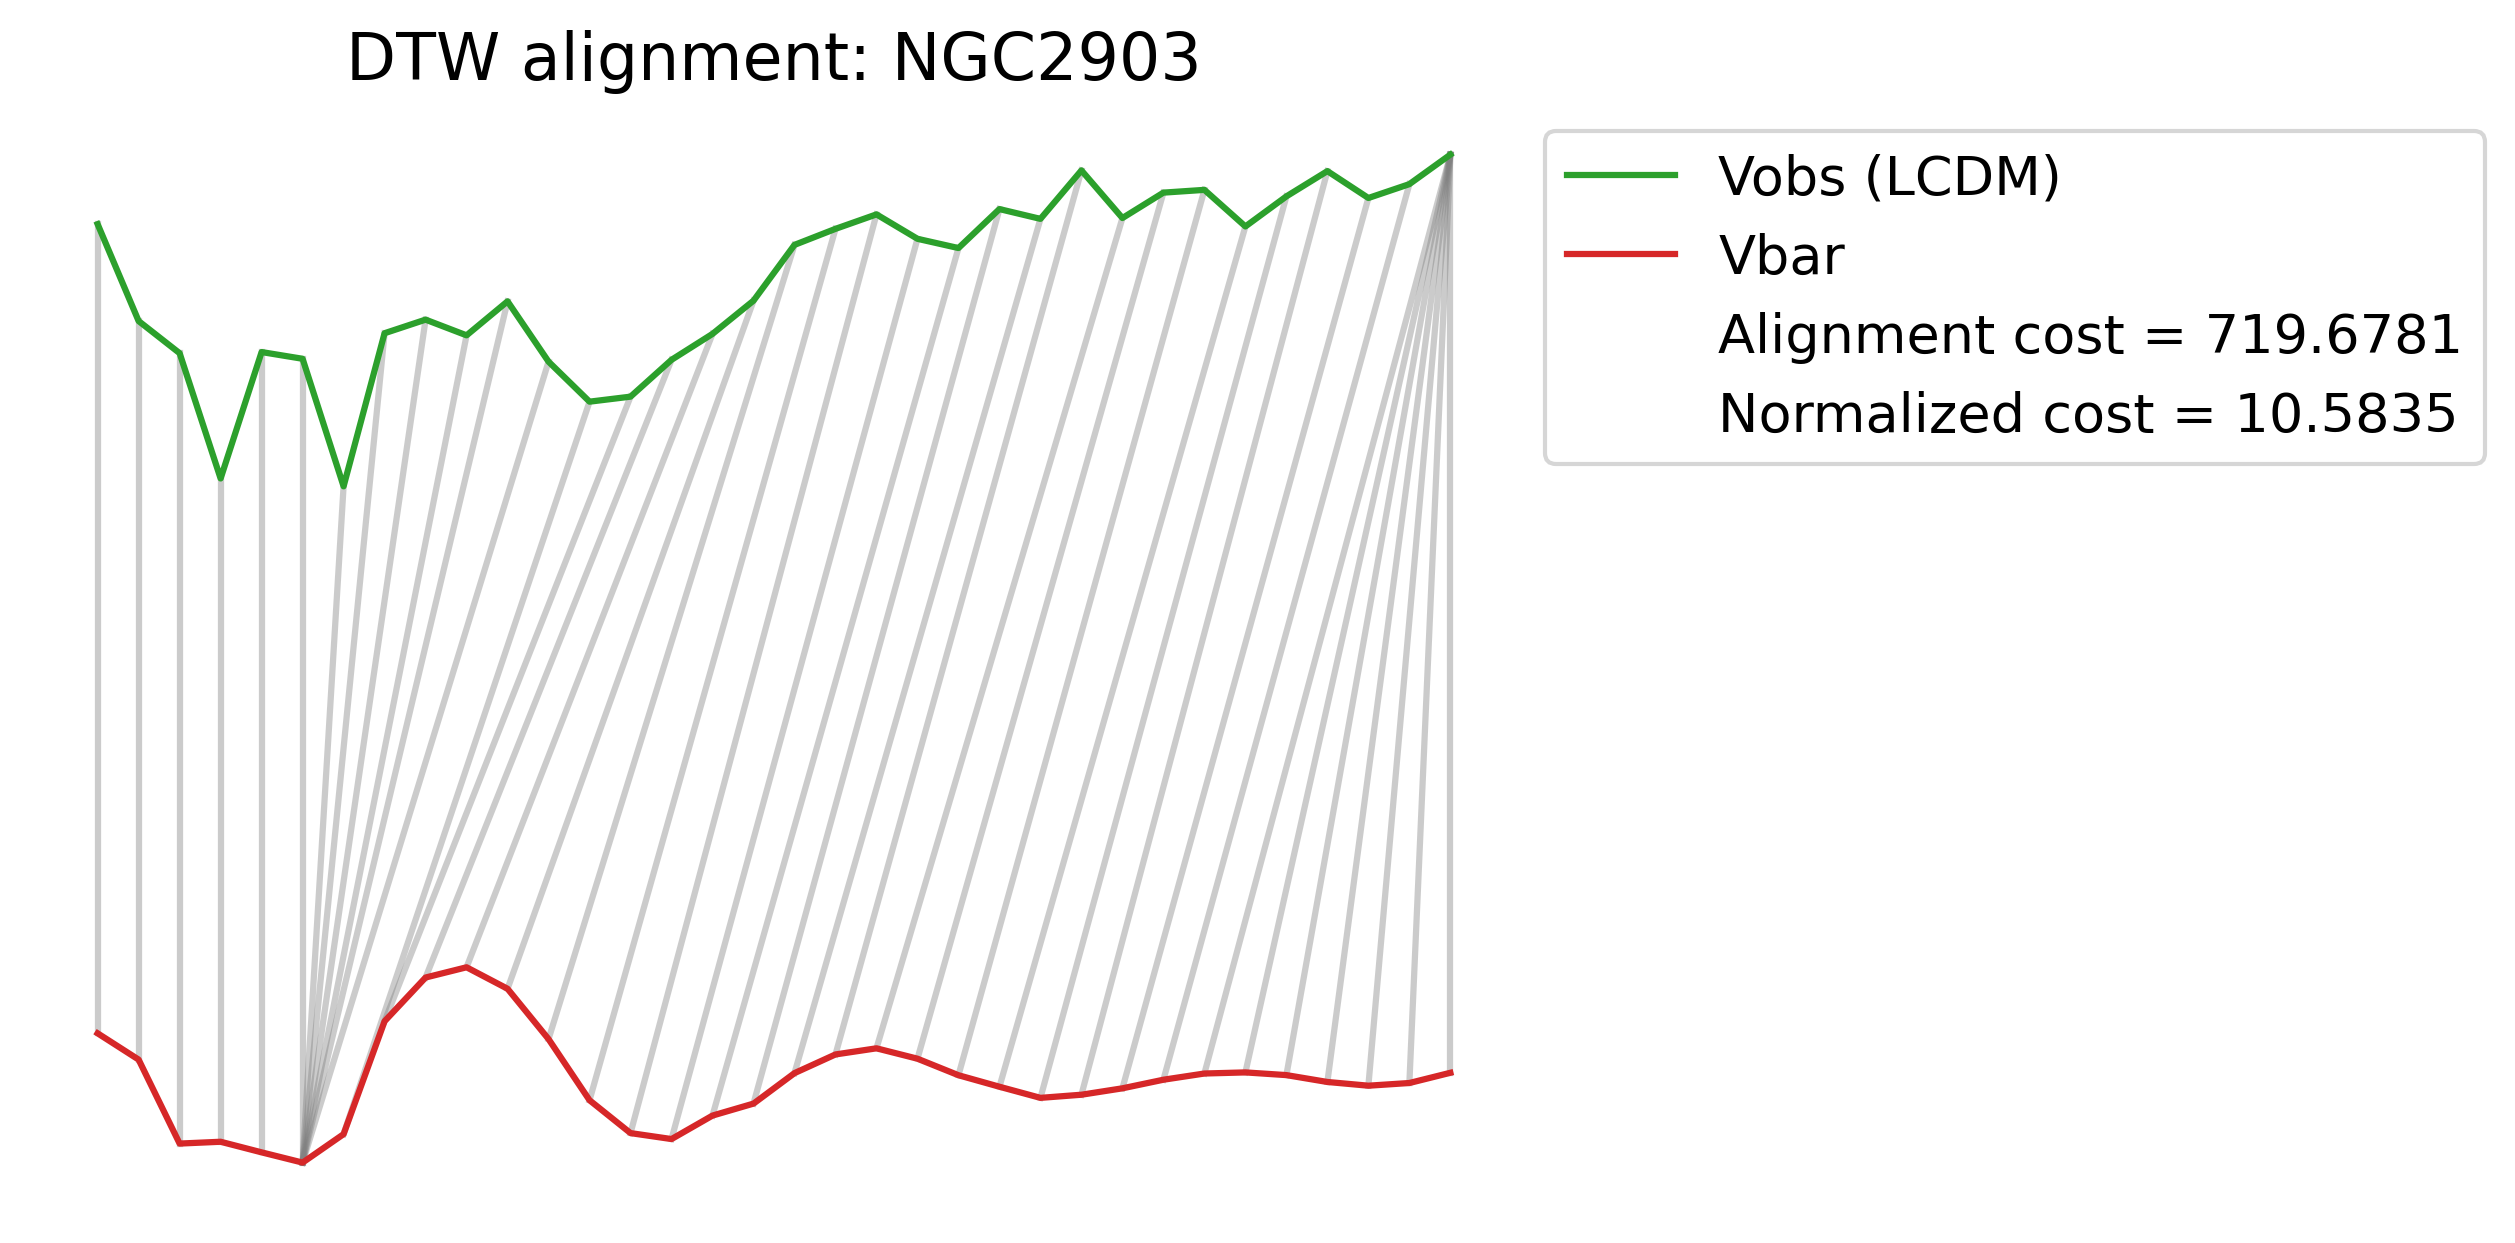 DTW alignment: NGC2903
Vobs (LCDM)
Vbar
Alignment cost = 719.6781
Normalized cost = 10.5835